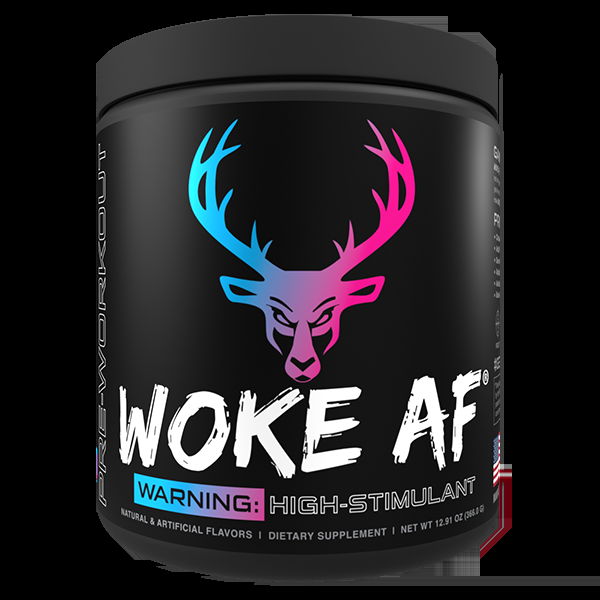 PRE-WORKOUT
WOKE AF®
WARNING: HIGH-STIMULANT
NATURAL & ARTIFICIAL FLAVORS | DIETARY SUPPLEMENT | NET WT 12.91 OZ (366.0 G)